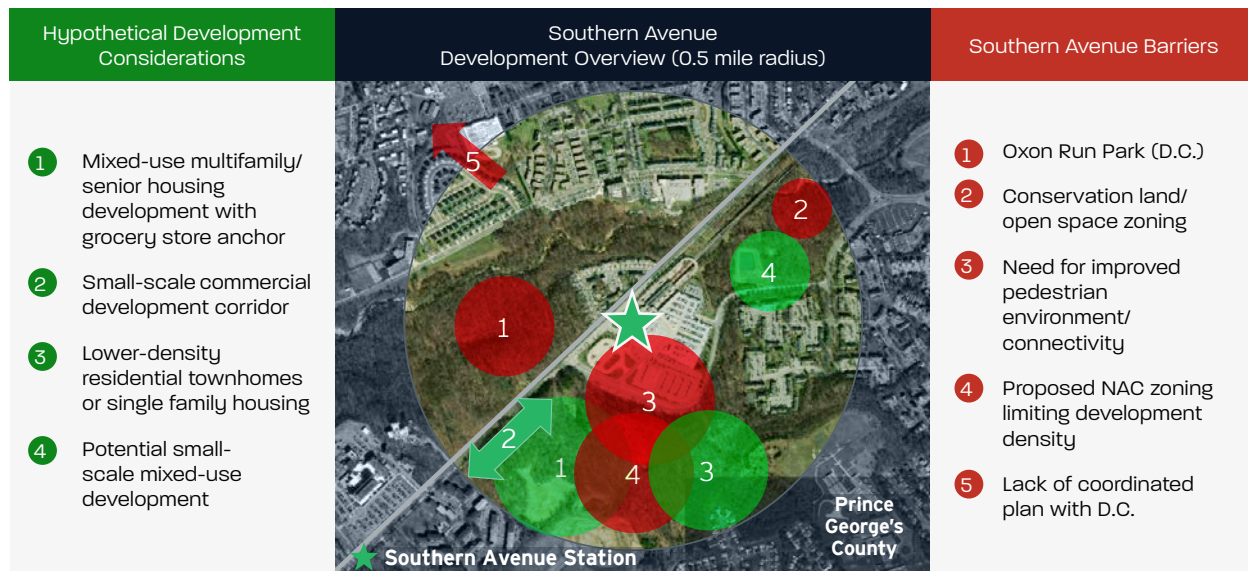 Hypothetical Development
Considerations
1
Mixed-use multifamily/
senior housing
development with
grocery store anchor
2
Small-scale commercial
development corridor
3
Lower-density
residential townhomes
or single family housing
4
Potential small-
scale mixed-use
development
Southern Avenue
Development Overview (0.5 mile radius)
5
2
4
1
3
2
1
4
3
Prince
George's
County
Southern Avenue Station
Southern Avenue Barriers
1
Oxon Run Park (D.C.)
2
Conservation land/
open space zoning
3
Need for improved
pedestrian
environment/
connectivity
4
Proposed NAC zoning
limiting development
density
5
Lack of coordinated
plan with D.C.